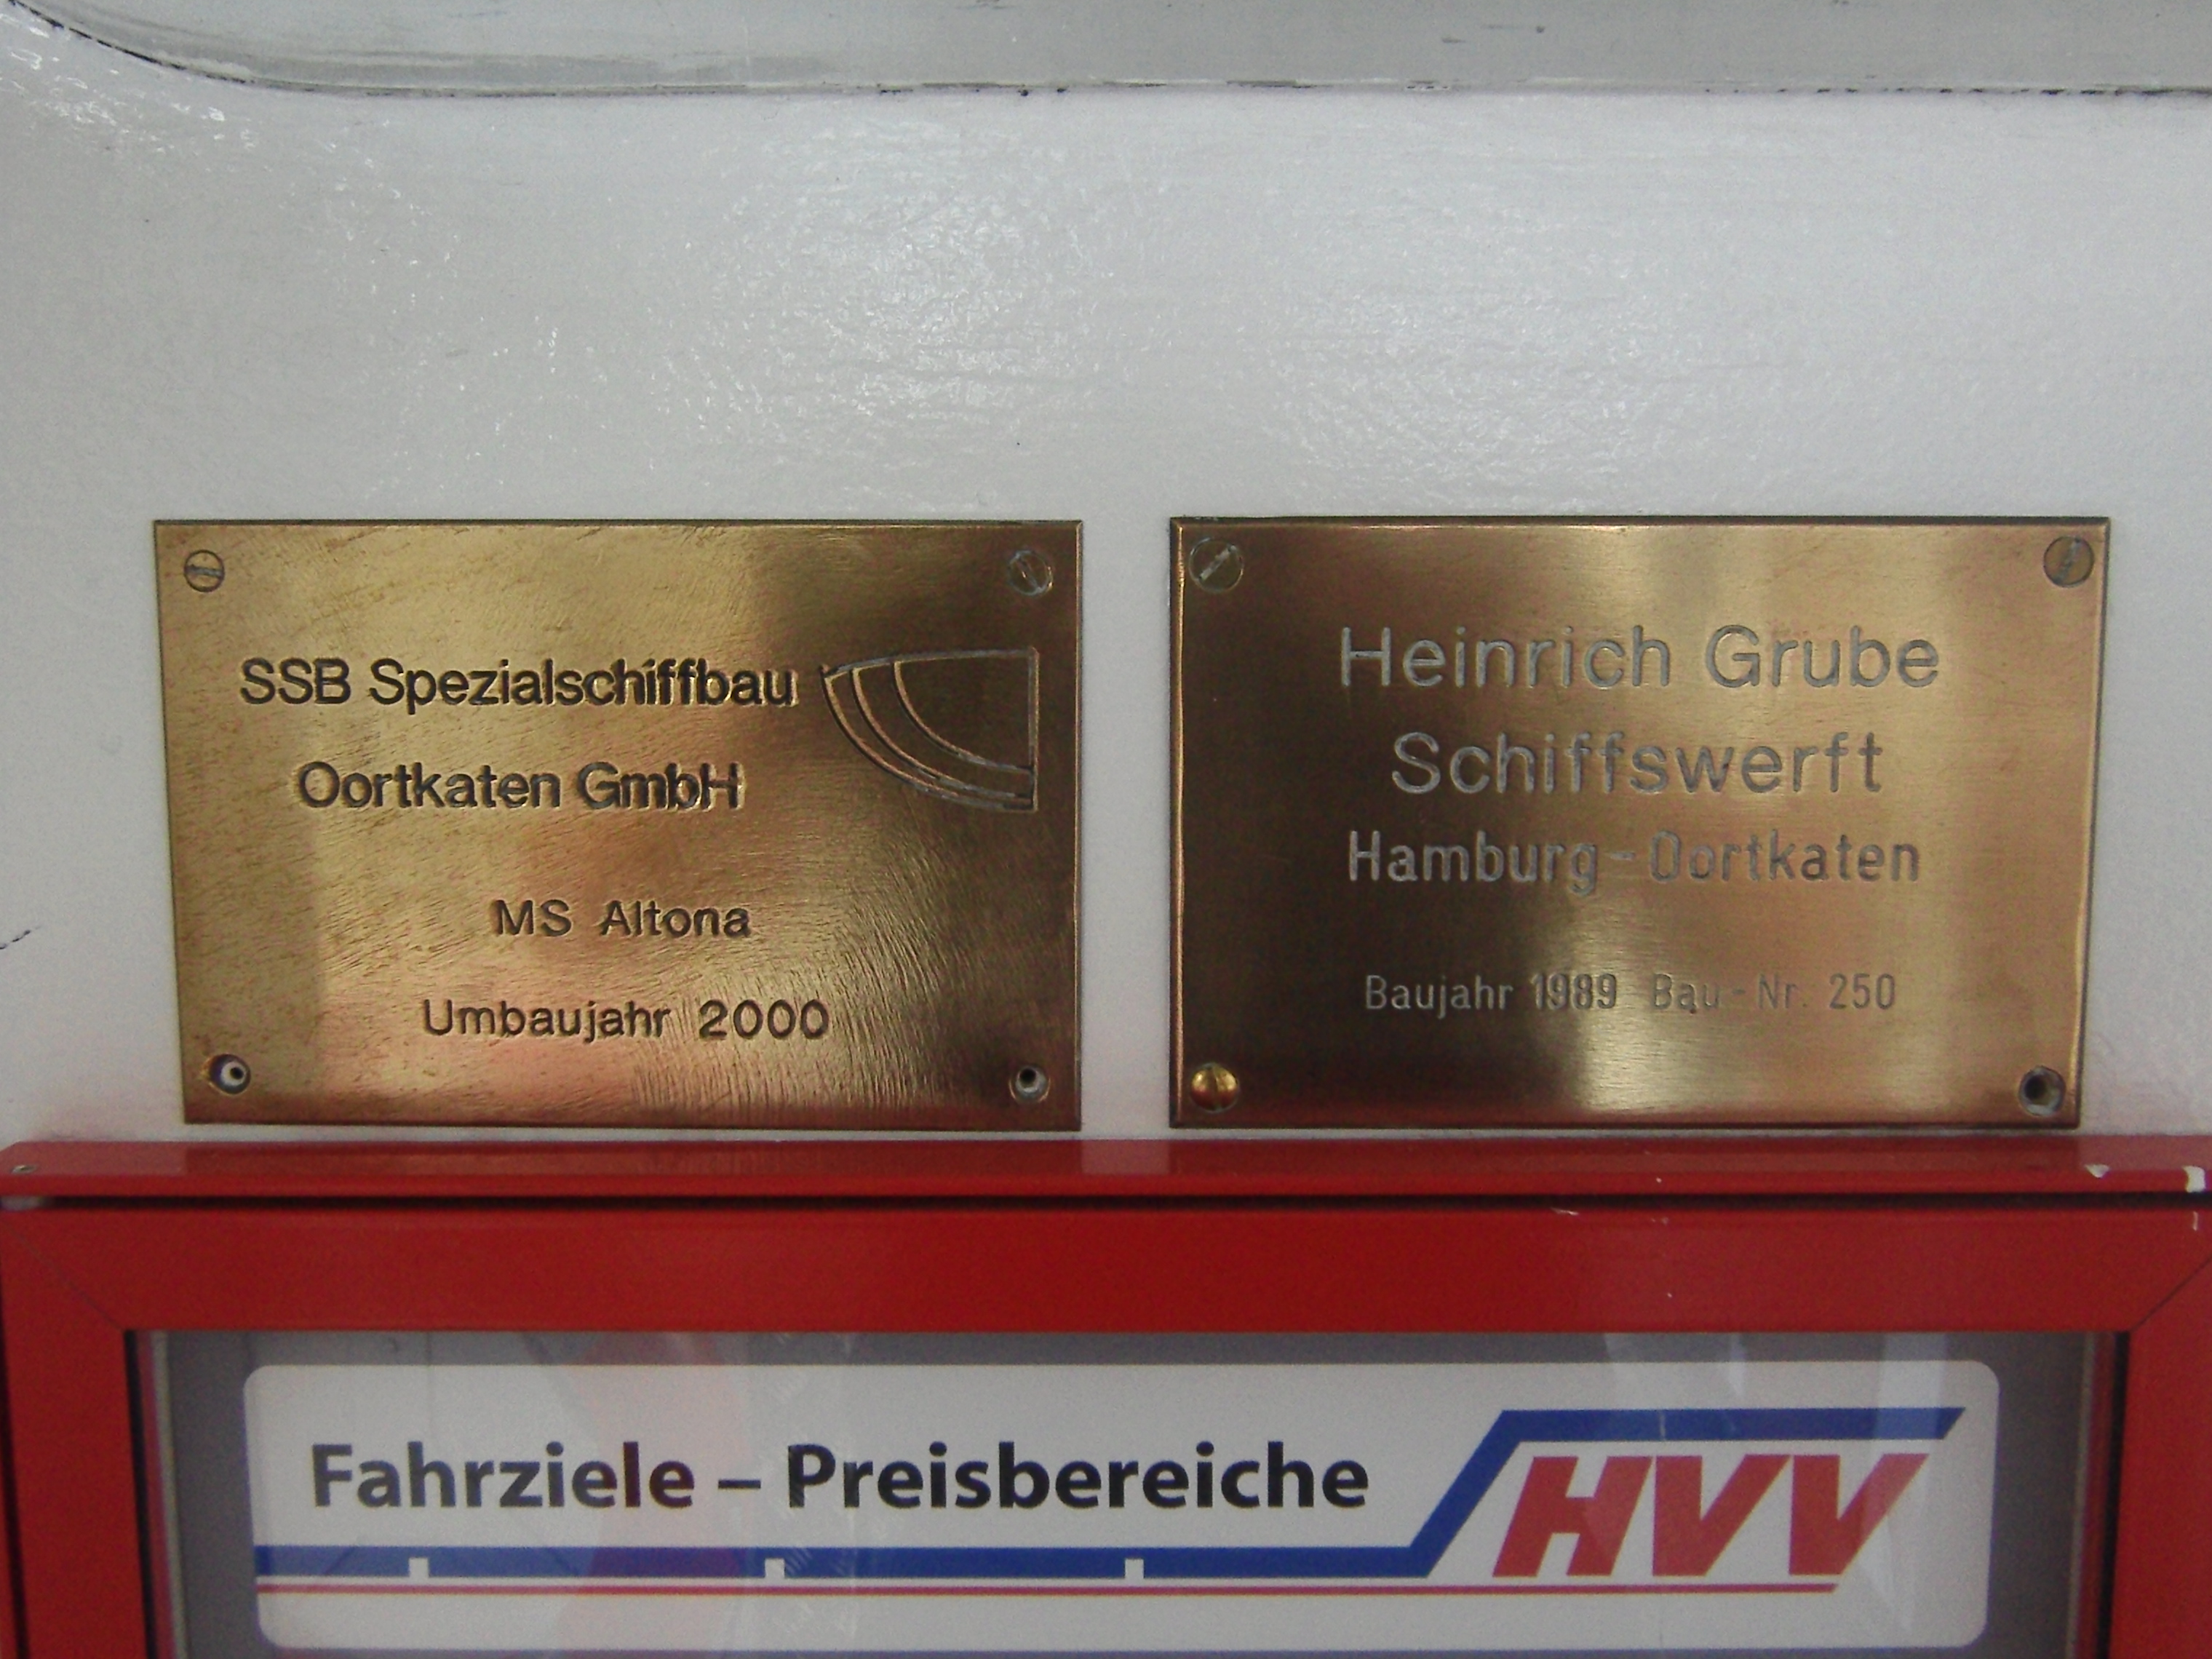 SSB Spezialschiffbau
Oortkaten GmbH
MS Altona
Umbaujahr 2000
Heinrich Grube
Schiffswerft
Hamburg-Oortkaten
Baujahr 1989 Bau-Nr. 250
Fahrziele – Preisbereiche
HVV